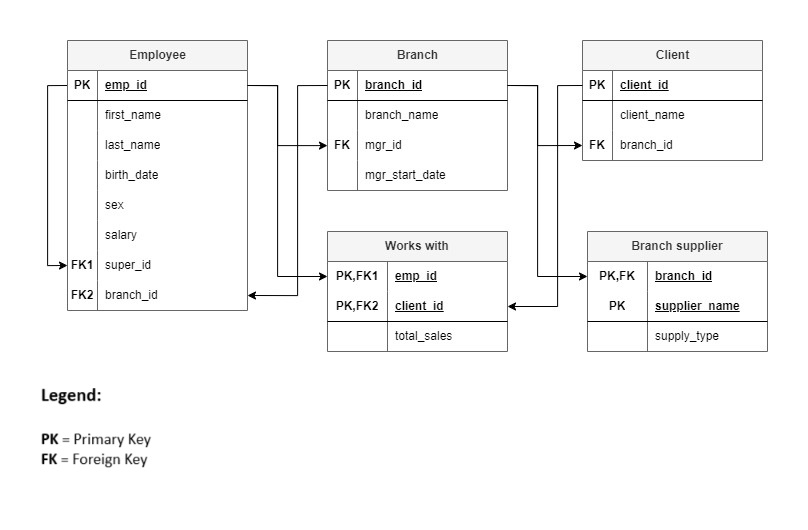 Employee
PK emp_id
first_name
last_name
birth_date
sex
salary
FK1 super_id
FK2 branch_id
Branch
PK branch_id
branch_name
FK mgr_id
mgr_start_date
Client
PK client_id
client_name
FK branch_id
Works with
PK,FK1 emp_id
PK,FK2 client_id
total_sales
Branch supplier
PK,FK branch_id
PK supplier_name
supply_type
Legend:
PK = Primary Key
FK = Foreign Key